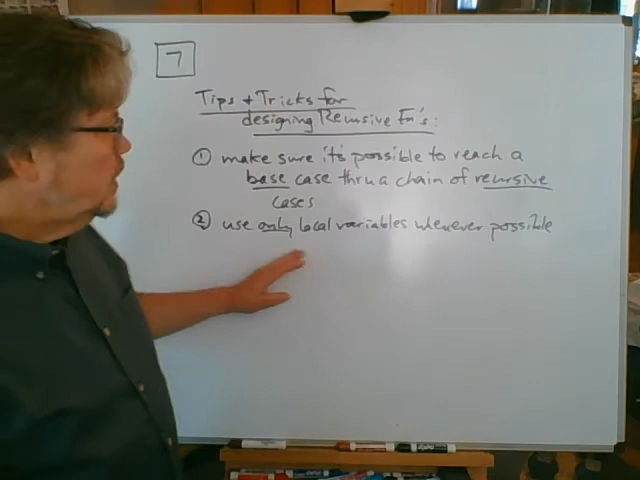 7
Tips + Tricks for
designing Recursive Fn's:
① make sure it's possible to reach a
base case thru a chain of recursive
cases
② use only local variables whenever possible